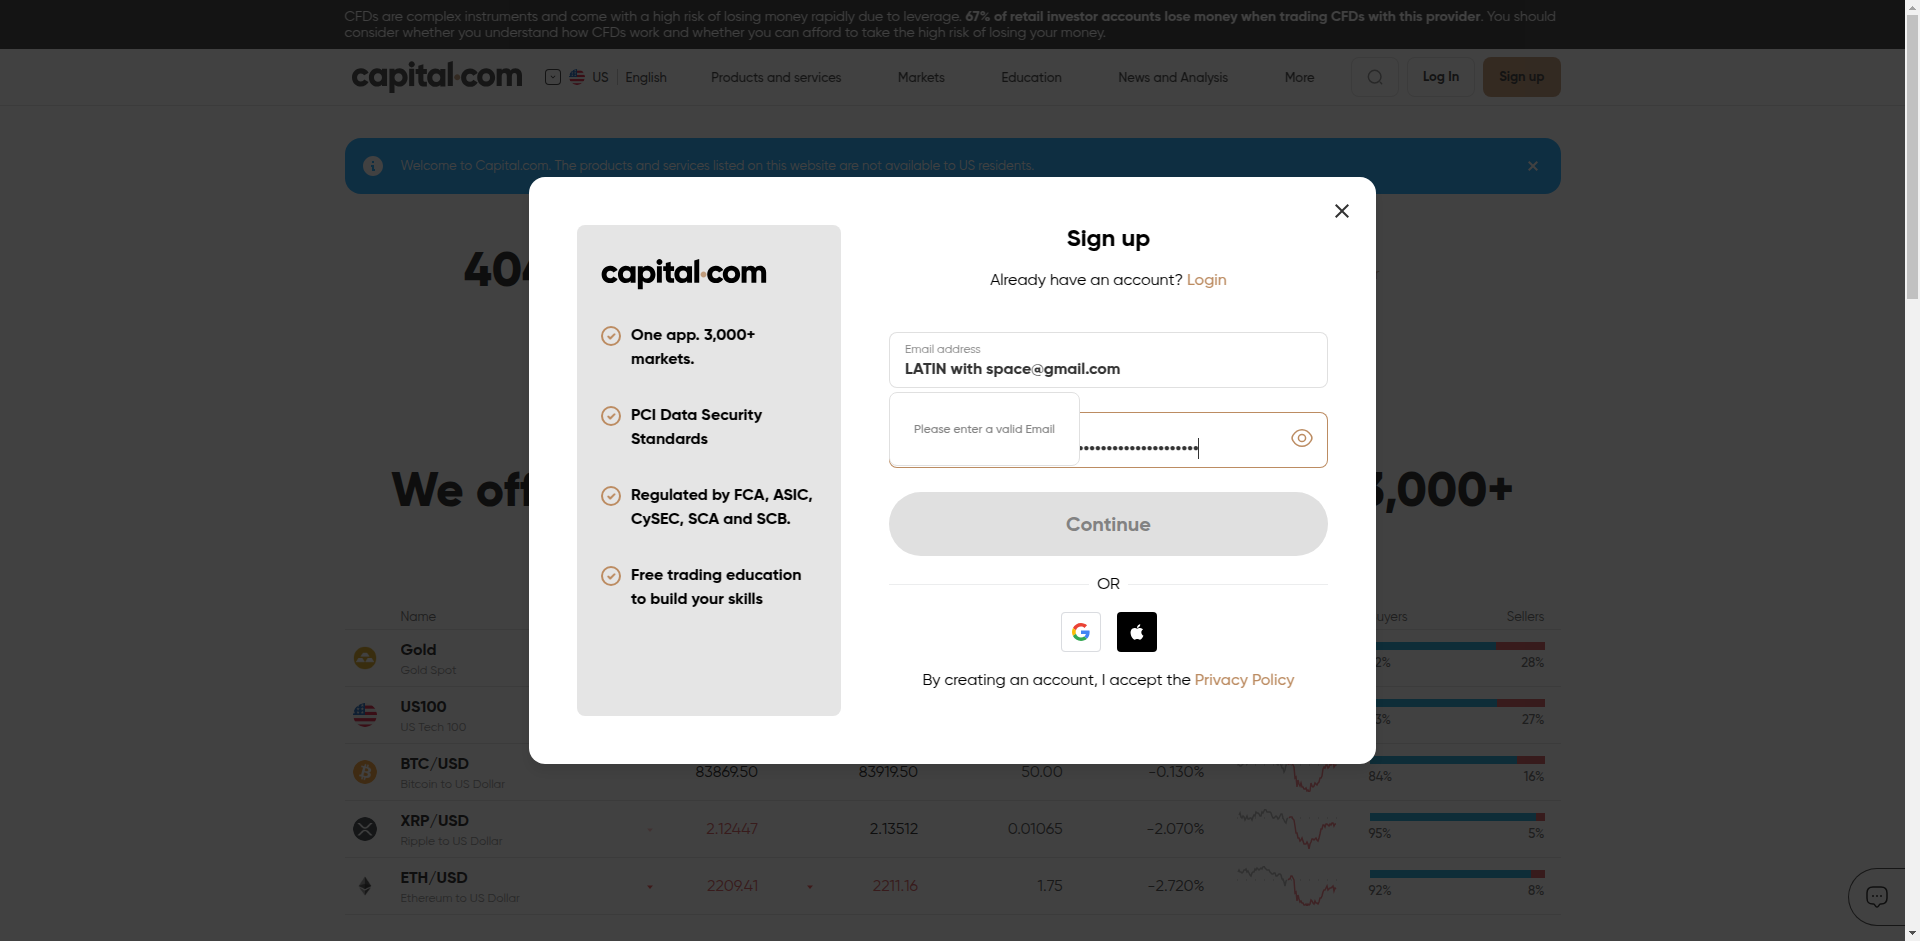 CFDs are complex instruments and come with a high risk of losing money rapidly due to leverage. 67% of retail investor accounts lose money when trading CFDs with this provider. You should
consider whether you understand how CFDs work and whether you can afford to take the high risk of losing your money.
capital.com US English Products and services Markets Education News and Analysis More Log In Sign up
Welcome to Capital.com. The products and services listed on this website are not available to US residents.
404
Sign up
Already have an account? Login
capital.com
One app. 3,000+
markets.
PCI Data Security
Standards
Regulated by FCA, ASIC,
CySEC, SCA and SCB.
Free trading education
to build your skills
Email address
LATIN with space@gmail.com
Please enter a valid Email
Continue
OR
By creating an account, I accept the Privacy Policy
We off
3,000+
Name
uyers Sellers
Gold
Gold Spot
2% 28%
US100
US Tech 100
3% 27%
BTC/USD
Bitcoin to US Dollar
83869.50 83919.50 50.00 -0.130% 84% 16%
XRP/USD
Ripple to US Dollar
2.12447 2.13512 0.01065 -2.070% 95% 5%
ETH/USD
Ethereum to US Dollar
2209.41 2211.16 1.75 -2.720% 92% 8%